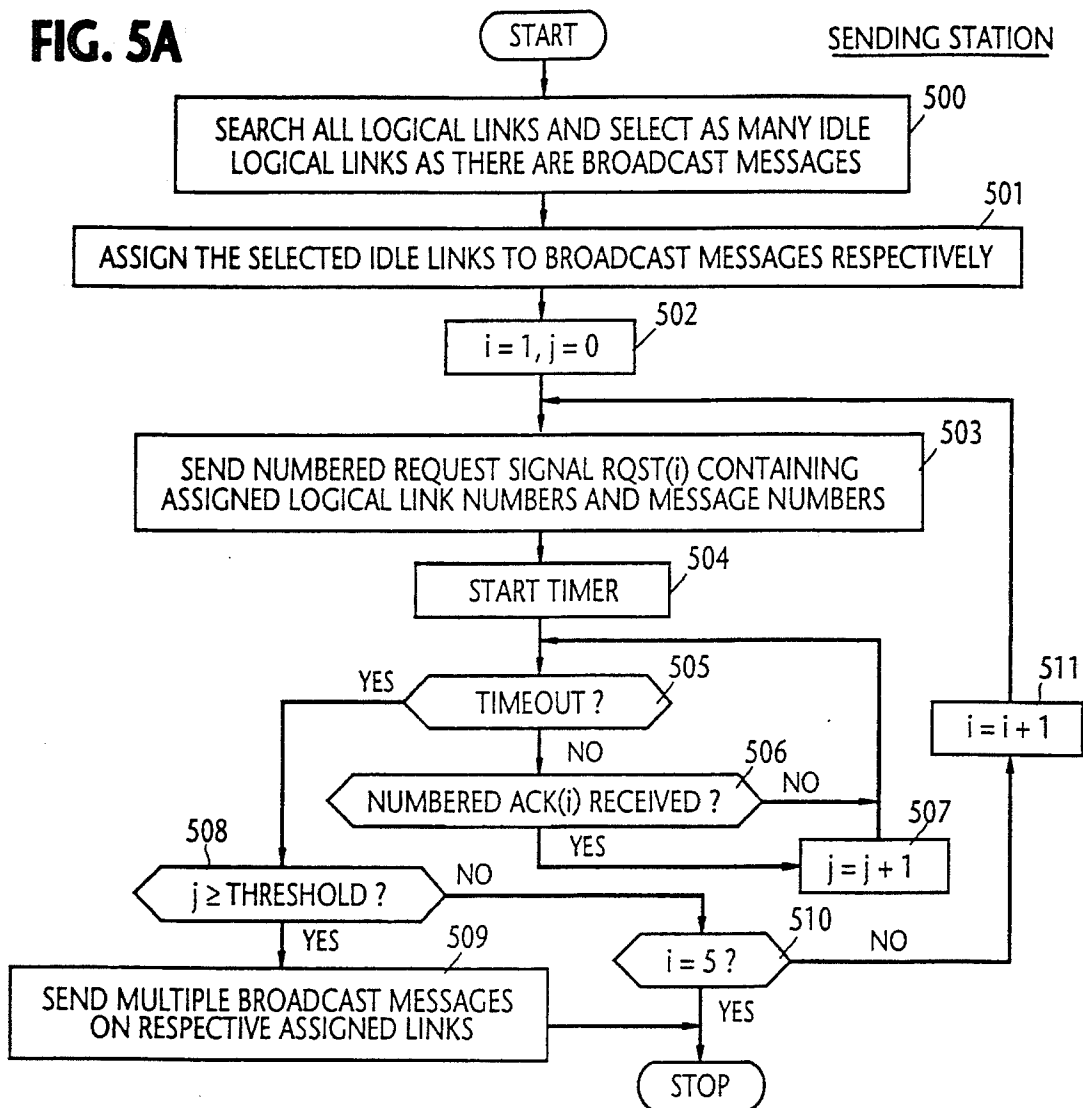 FIG. 5A
START
SENDING STATION
500
SEARCH ALL LOGICAL LINKS AND SELECT AS MANY IDLE
LOGICAL LINKS AS THERE ARE BROADCAST MESSAGES
501
ASSIGN THE SELECTED IDLE LINKS TO BROADCAST MESSAGES RESPECTIVELY
502
i = 1, j = 0
503
SEND NUMBERED REQUEST SIGNAL RQST(i) CONTAINING
ASSIGNED LOGICAL LINK NUMBERS AND MESSAGE NUMBERS
504
START TIMER
505
YES
TIMEOUT ?
NO
511
i = i + 1
506
NUMBERED ACK(i) RECEIVED ?
NO
YES
507
j = j + 1
508
j ≥ THRESHOLD ?
NO
YES
510
i = 5 ?
NO
YES
509
SEND MULTIPLE BROADCAST MESSAGES
ON RESPECTIVE ASSIGNED LINKS
STOP